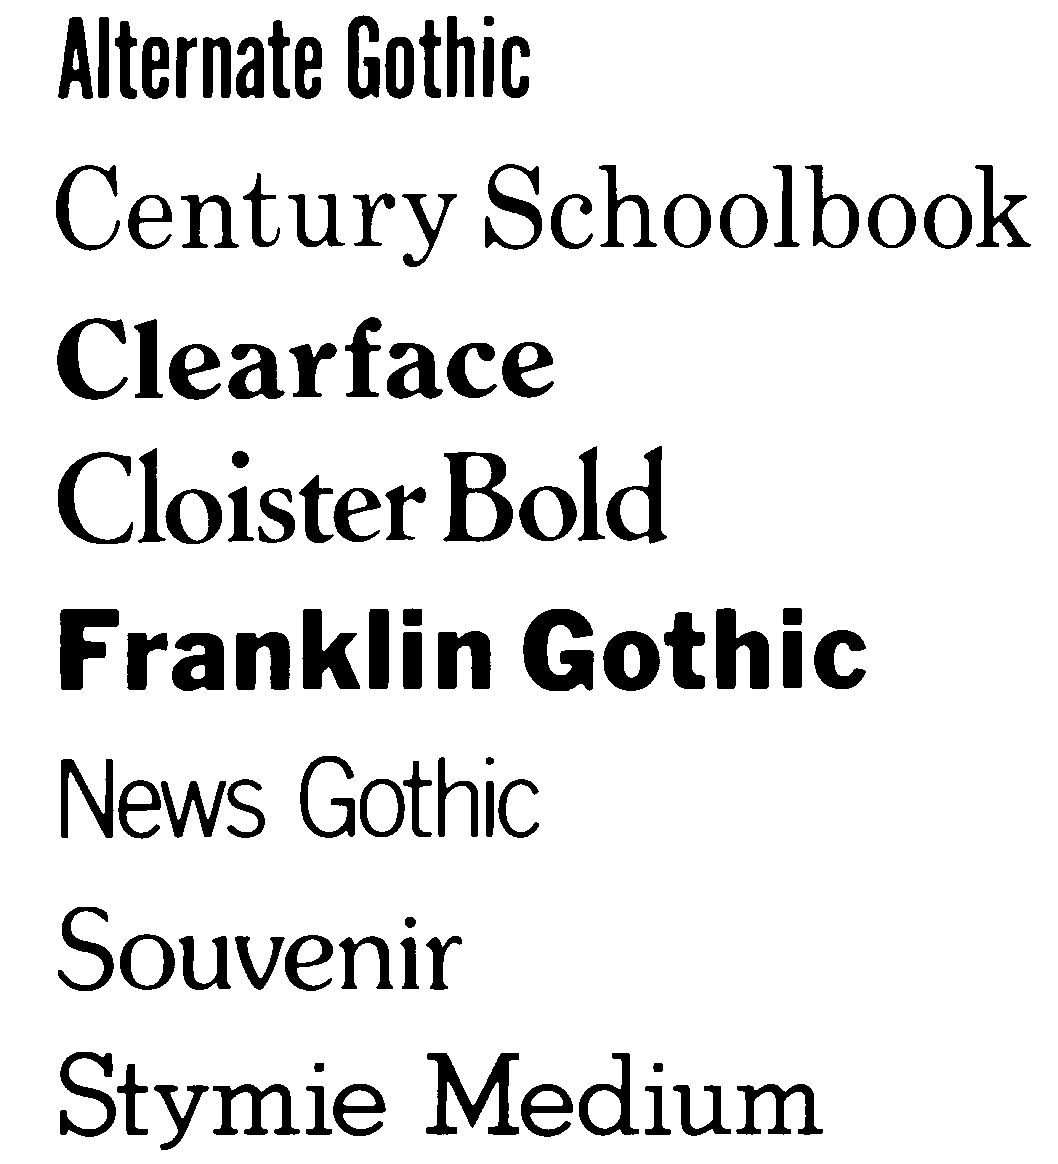 Alternate Gothic
Century Schoolbook
Clearface
Cloister Bold
Franklin Gothic
News Gothic
Souvenir
Stymie Medium